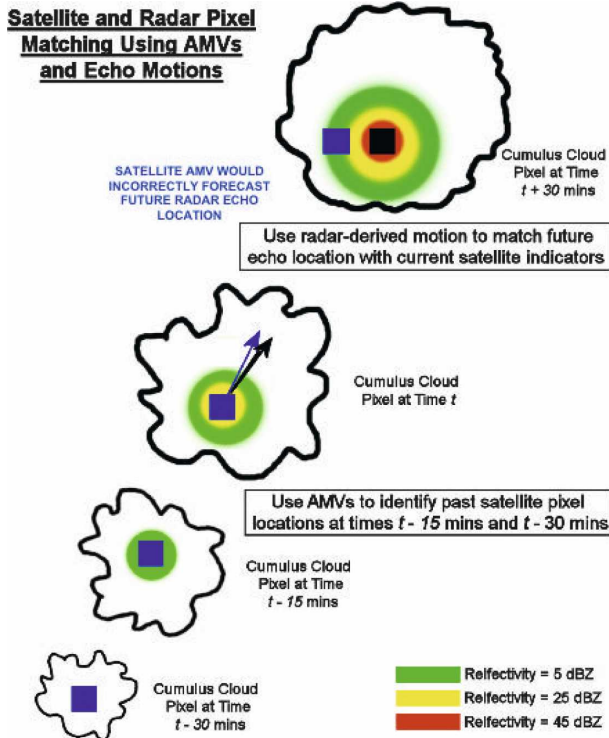 Satellite and Radar Pixel
Matching Using AMVs
and Echo Motions
SATELLITE AMV WOULD
INCORRECTLY FORECAST
FUTURE RADAR ECHO
LOCATION
Cumulus Cloud
Pixel at Time
t + 30 mins
Use radar-derived motion to match future
echo location with current satellite indicators
Cumulus Cloud
Pixel at Time t
Use AMVs to identify past satellite pixel
locations at times t - 15 mins and t - 30 mins
Cumulus Cloud
Pixel at Time
t - 15 mins
Cumulus Cloud
Pixel at Time
t - 30 mins
Relfectivity = 5 dBZ
Relfectivity = 25 dBZ
Relfectivity = 45 dBZ